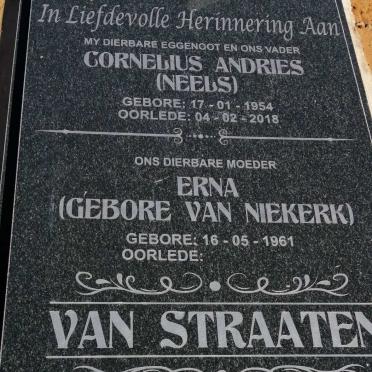 In Liefdevolle Herinnering Aan
MY DIERBARE EGGENOOT EN ONS VADER
CORNELIUS ANDRIES
(NEELS)
GEBORE: 17 - 01 - 1954
OORLEDE: 04 - 02 - 2018
ONS DIERBARE MOEDER
ERNA
(GEBORE VAN NIEKERK)
GEBORE: 16 - 05 - 1961
OORLEDE:
VAN STRAATEN